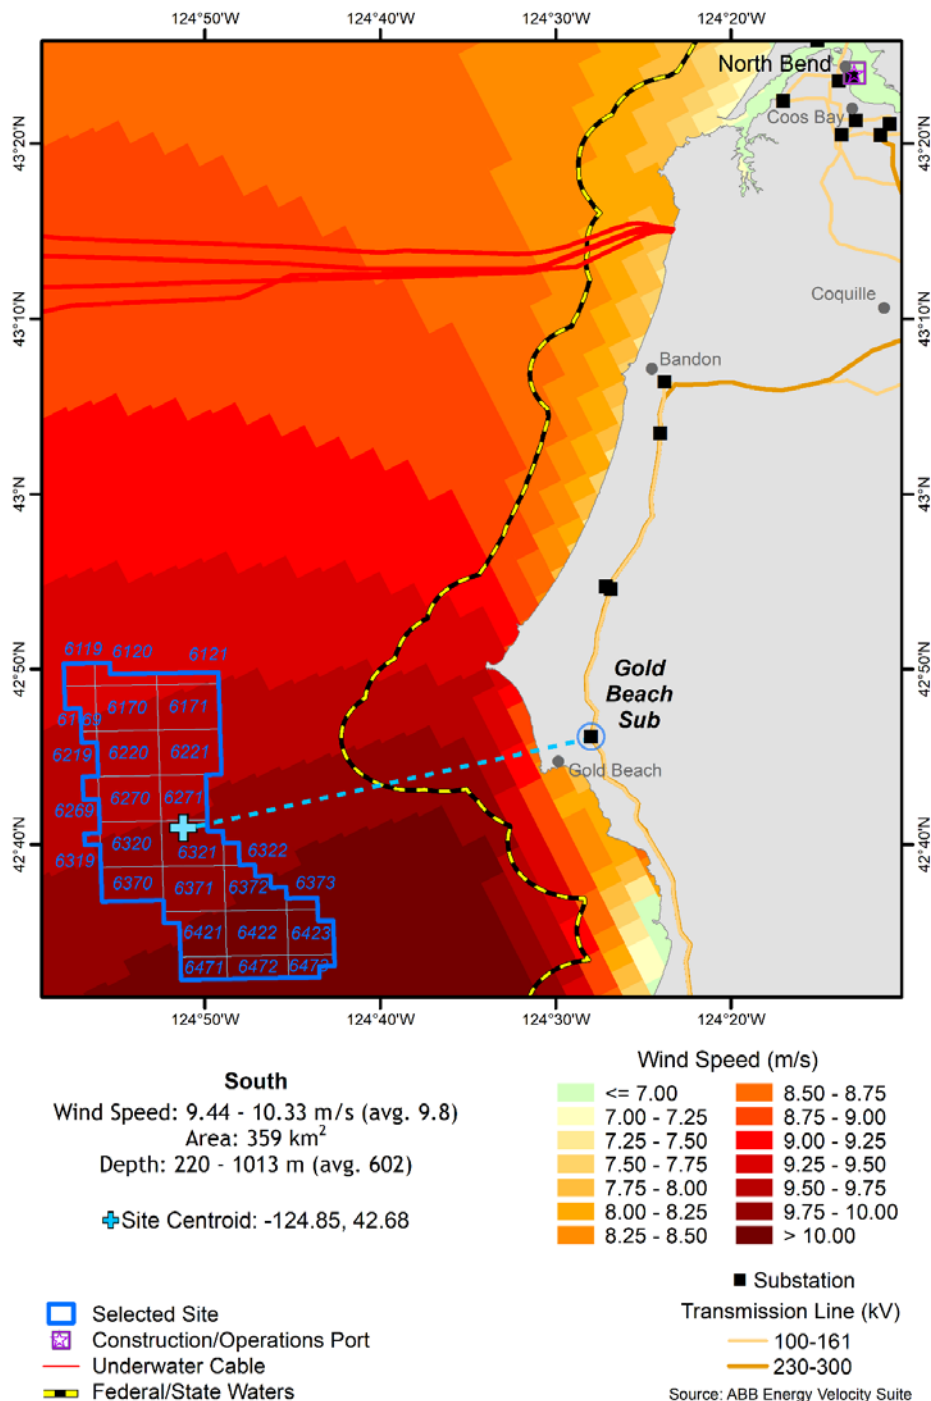 124°50'W 124°40'W 124°30'W 124°20'W
North Bend
Coos Bay
43°20'N 43°20'N
Coquille
43°10'N 43°10'N
Bandon
43°N 43°N
42°50'N 42°50'N
6119 6120 6121
Gold
Beach
Sub
6169 6170 6171
6219 6220 6221
Gold Beach
6269 6270 6271
42°40'N 42°40'N
6319 6320 6321 6322
6370 6371 6372 6373
6421 6422 6423
6471 6472 6473
124°50'W 124°40'W 124°30'W 124°20'W
South
Wind Speed: 9.44 - 10.33 m/s (avg. 9.8)
Area: 359 km²
Depth: 220 - 1013 m (avg. 602)
Site Centroid: -124.85, 42.68
Wind Speed (m/s)
<= 7.00
7.00 - 7.25
7.25 - 7.50
7.50 - 7.75
7.75 - 8.00
8.00 - 8.25
8.25 - 8.50
8.50 - 8.75
8.75 - 9.00
9.00 - 9.25
9.25 - 9.50
9.50 - 9.75
9.75 - 10.00
> 10.00
Selected Site
Construction/Operations Port
Underwater Cable
Federal/State Waters
Substation
Transmission Line (kV)
100-161
230-300
Source: ABB Energy Velocity Suite